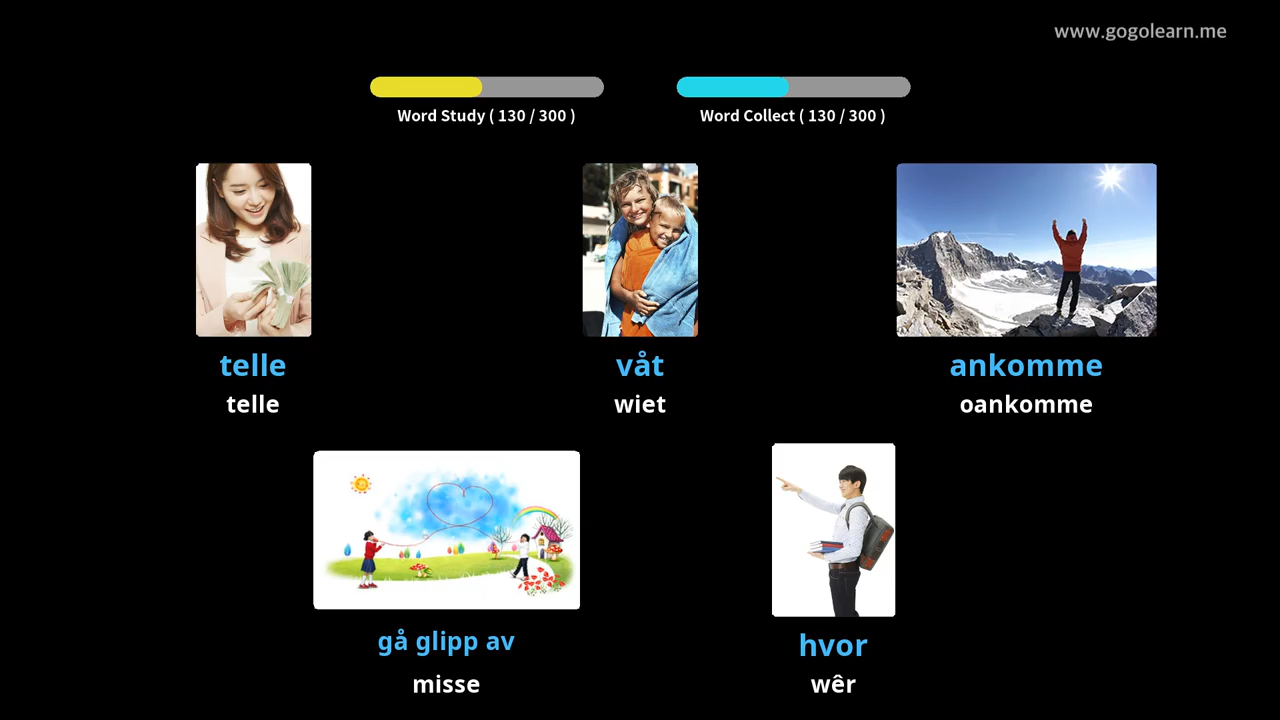 www.gogolearn.me
Word Study ( 130 / 300 )
Word Collect ( 130 / 300 )
telle
telle
våt
wiet
ankomme
oankomme
gå glipp av
misse
hvor
wêr